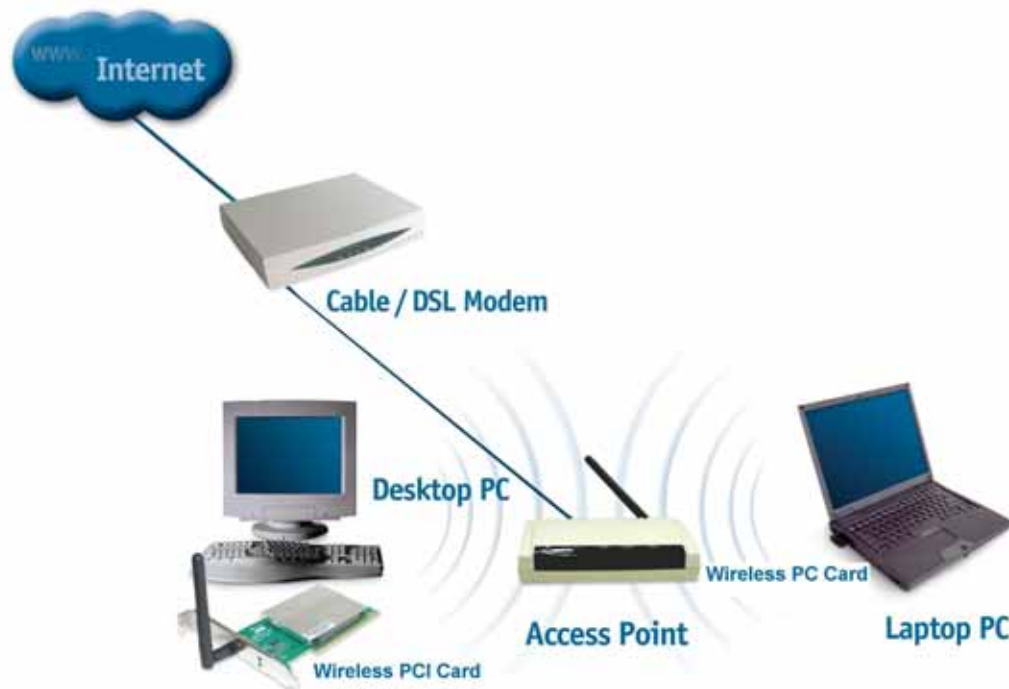 www.
Internet
Cable / DSL Modem
Desktop PC
Wireless PC Card
Access Point
Laptop PC
Wireless PCI Card